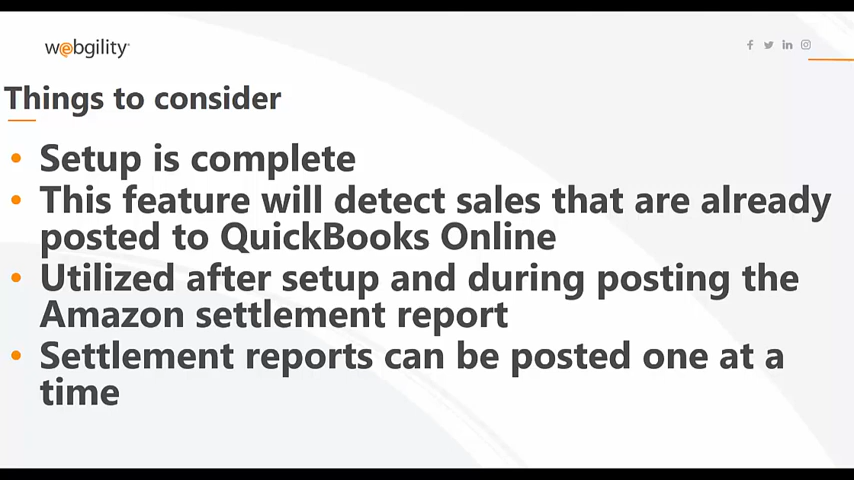 webgility
Things to consider
• Setup is complete
• This feature will detect sales that are already
posted to QuickBooks Online
• Utilized after setup and during posting the
Amazon settlement report
• Settlement reports can be posted one at a
time